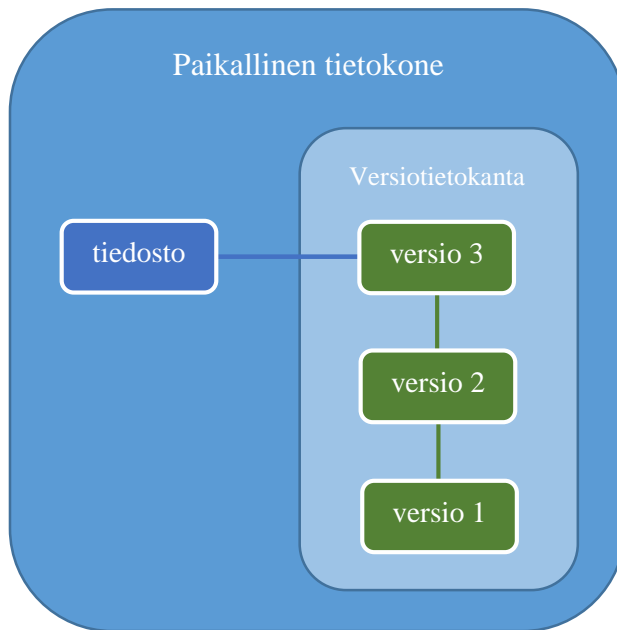 Paikallinen tietokone
Versiotietokanta
tiedosto
versio 3
versio 2
versio 1